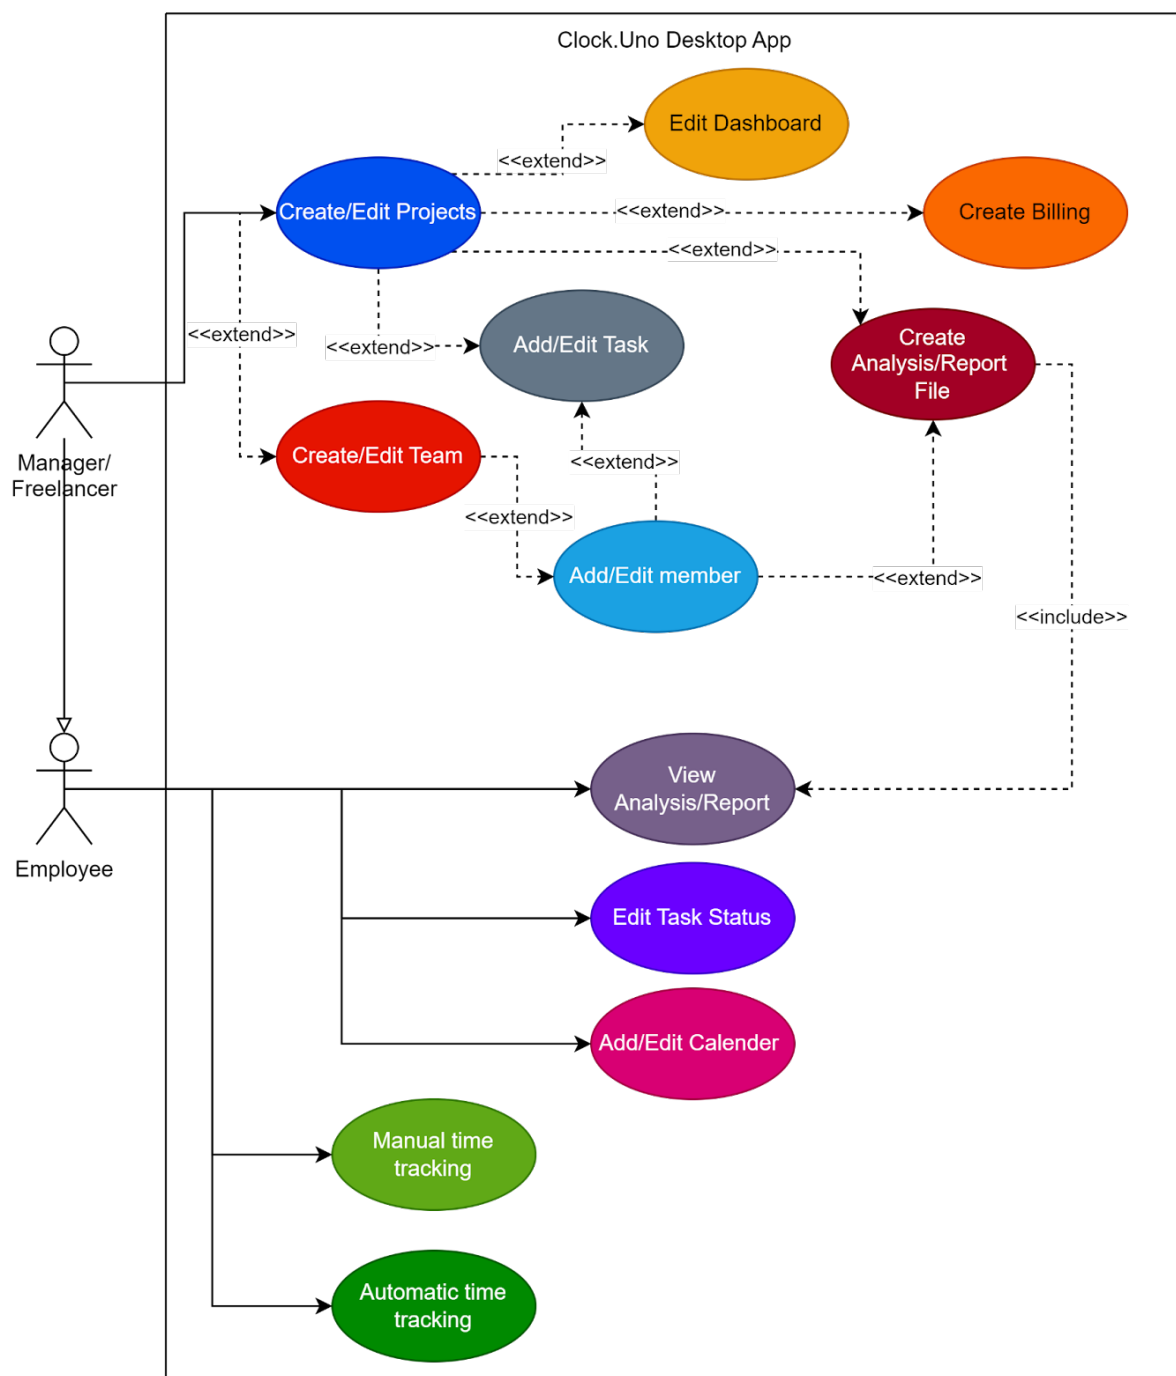 Clock.Uno Desktop App
Edit Dashboard
<<extend>>
Create/Edit Projects
<<extend>>
Create Billing
<<extend>>
<<extend>>
<<extend>>
Add/Edit Task
Create
Analysis/Report
File
Manager/
Freelancer
Create/Edit Team
<<extend>>
<<extend>>
Add/Edit member
<<extend>>
<<include>>
View
Analysis/Report
Employee
Edit Task Status
Add/Edit Calender
Manual time
tracking
Automatic time
tracking